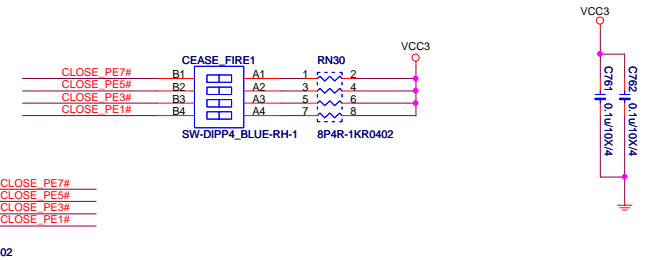 VCC3
VCC3
CEASE_FIRE1
RN30
CLOSE_PE7# B1 A1 1 2
CLOSE_PE5# B2 A2 3 4
CLOSE_PE3# B3 A3 5 6
CLOSE_PE1# B4 A4 7 8
SW-DIPP4_BLUE-RH-1
8P4R-1KR0402
C761 0.1u/10X/4
C762 0.1u/10X/4
CLOSE_PE7#
CLOSE_PE5#
CLOSE_PE3#
CLOSE_PE1#
02